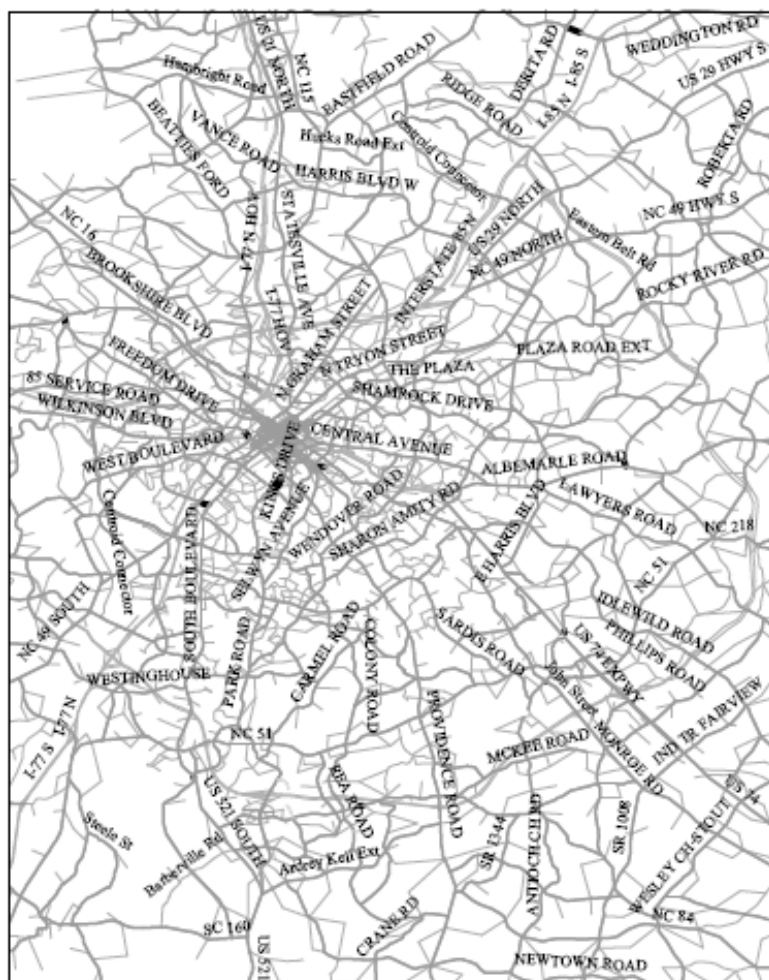 US 21 NORTH
NC 115
EASTFIELD ROAD
DERITA RD
WEDDINGTON RD
Hambright Road
RIDGE ROAD
I-85 N I-85 S
US 29 HWY S
BEATTIES FORD
VANCE ROAD
Hucks Road Ext
Centroid Connector
ROBERTA RD
HARRIS BLVD W
I-77 N HOV
STATESVILLE AVE
US 29 NORTH
NC 49 HWY S
NC 16
Eastern Belt Rd
BROOKSHIRE BLVD
INTERSTATE 85 N
NC 49 NORTH
ROCKY RIVER RD
I-77 HOV
N GRAHAM STREET
N TRYON STREET
PLAZA ROAD EXT
FREEDOM DRIVE
THE PLAZA
85 SERVICE ROAD
SHAMROCK DRIVE
WILKINSON BLVD
WEST BOULEVARD
KINGS DRIVE
CENTRAL AVENUE
ALBEMARLE ROAD
LAWYERS ROAD
Centroid Connector
SELWYN AVENUE
WENDOVER ROAD
SHARON AMITY RD
E HARRIS BLVD
NC 218
SOUTH BOULEVARD
NC 51
NC 49 SOUTH
IDLEWILD ROAD
PARK ROAD
CARMEL ROAD
COLONY ROAD
SARDIS ROAD
US 74 EXPWY
PHILLIPS ROAD
WESTINGHOUSE
John Street
I-77 S I-77 N
NC 51
PROVIDENCE ROAD
MCKEE ROAD
MONROE RD
IND TR FAIRVIEW
US 74
Steele St
US 521 SOUTH
REA ROAD
Barberville Rd
Ardrey Kell Ext
SR 1344
ANTIOCH CH RD
SR 1008
WESLEY CH-STOUT
SC 160
CRANE RD
NC 84
US 521
NEWTOWN ROAD